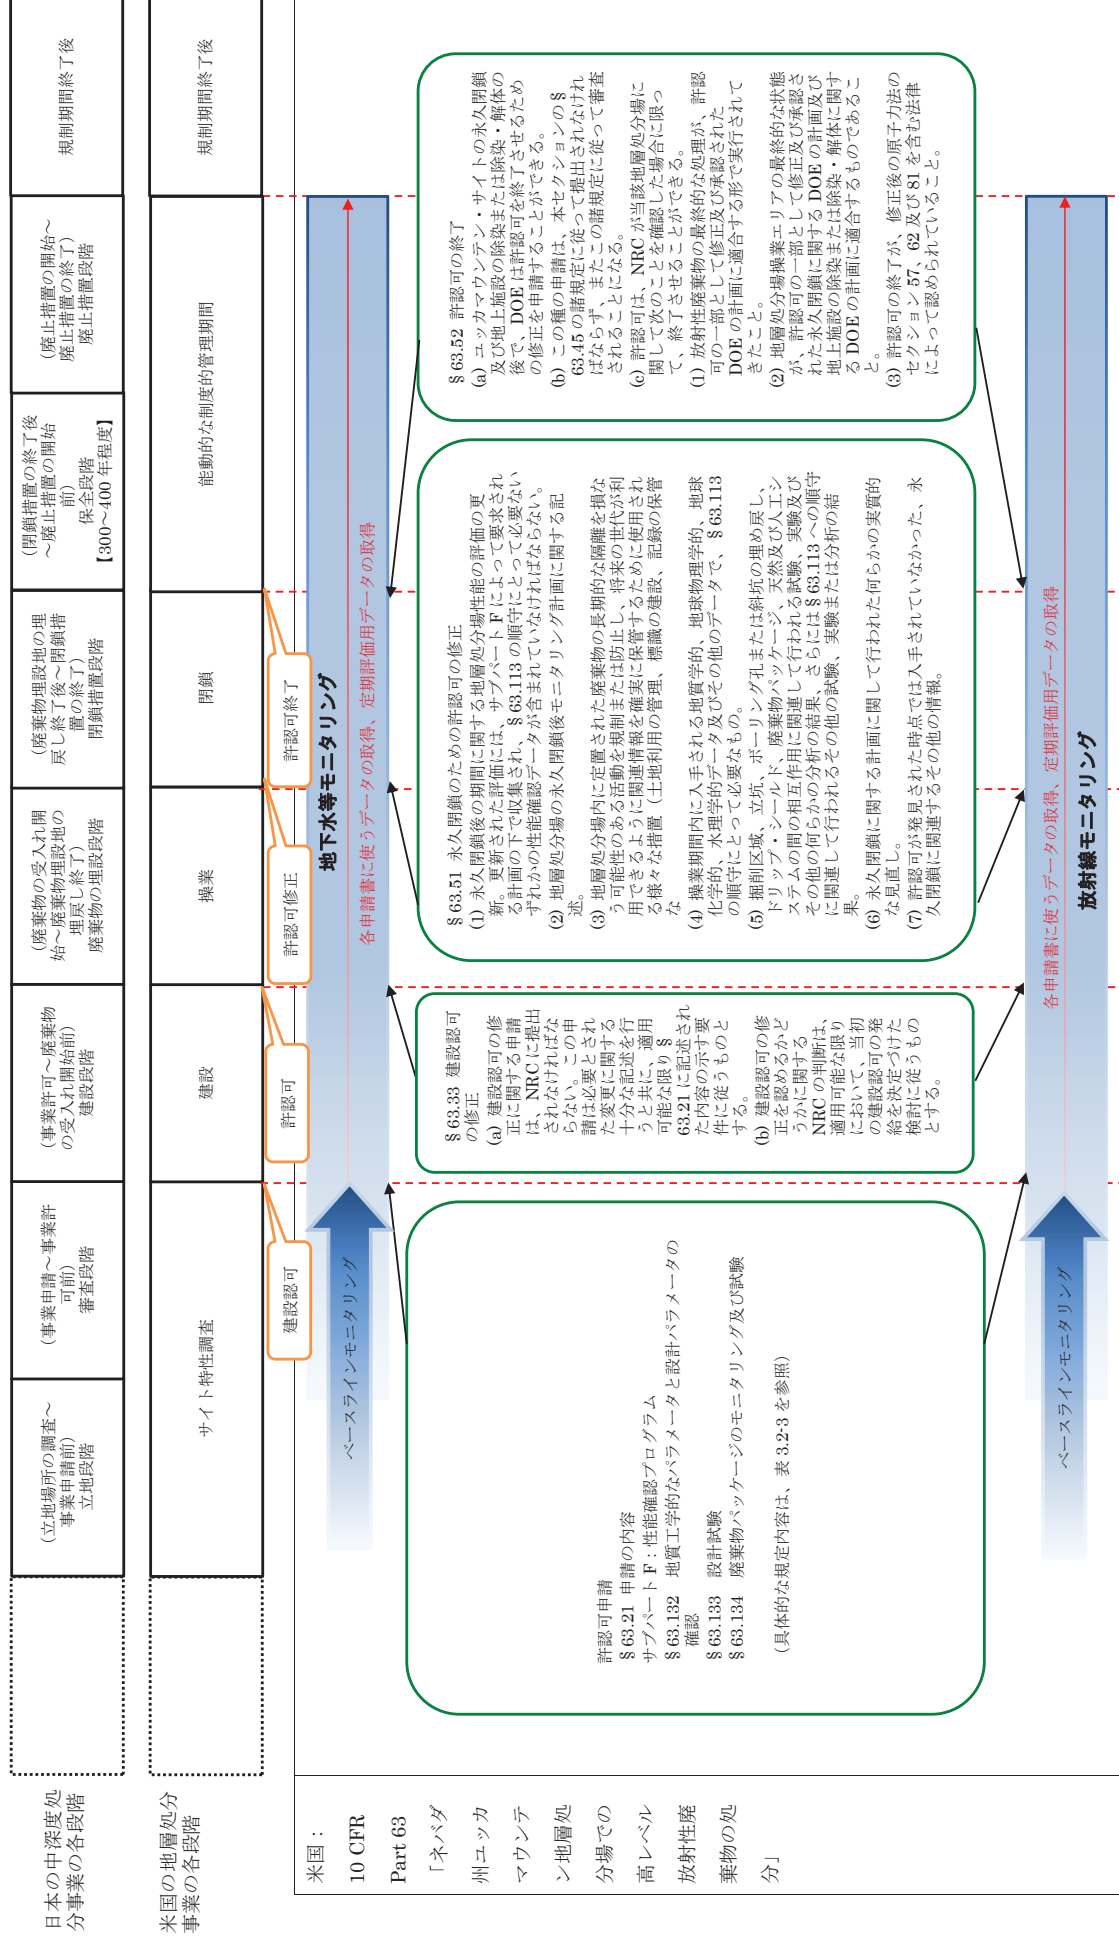 日本の中深度処
分事業の各段階
(立地場所の調査～
事業申請前)
立地段階
(事業申請～事業許
可前)
審査段階
(事業許可～廃棄物
の受入れ開始前)
建設段階
(廃棄物の受入れ開
始～廃棄物埋設地の
埋戻し終了)
廃棄物の埋設段階
(廃棄物埋設地の埋
戻し終了後～閉鎖措
置の終了)
閉鎖措置段階
(閉鎖措置の終了後
～廃止措置の開始
前)
保全段階
【300～400 年程度】
(廃止措置の開始～
廃止措置の終了)
廃止措置段階
規制期間終了後
米国の地層処分
事業の各段階
サイト特性調査
建設
操業
閉鎖
能動的な制度的管理期間
規制期間終了後
建設認可
許認可
許認可修正
許認可終了
米国：
10 CFR
Part 63
「ネバダ
州ユッカ
マウンテ
ン地層処
分場での
高レベル
放射性廃
棄物の処
分」
地下水等モニタリング
ベースラインモニタリング
各申請書に使うデータの取得、定期評価用データの取得
許認可申請
§63.21 申請の内容
サブパート F：性能確認プログラム
§63.132 地質工学的なパラメータと設計パラメータの
確認
§63.133 設計試験
§63.134 廃棄物パッケージのモニタリング及び試験
(具体的な規定内容は、表 3.2-3 を参照)
§63.33 建設認可
の修正
(a) 建設認可の修
正に関する申請
は、NRC に提出
されなければな
らない。この申
請は必要とされ
た変更に関する
十分な記述を行
うと共に、適用
可能な限り§
63.21 に記述され
た内容の示す要
件に従うものと
する。
(b) 建設認可の修
正を認めるかど
うかに関する
NRC の判断は、
適用可能な限り
において、当初
の建設認可の発
給を決定づけた
検討に従うもの
とする。
§63.51 永久閉鎖のための許認可の修正
(1) 永久閉鎖後の期間に関する地層処分場性能の評価の更
新。更新された評価には、サブパート F によって要求され
る計画の下で収集され、§63.113 の順守にとって必要ない
ずれかの性能確認データが含まれていなければならない。
(2) 地層処分場の永久閉鎖後モニタリング計画に関する記
述。
(3) 地層処分場内に定置された廃棄物の長期的な隔離を損な
う可能性のある活動を規制または防止し、将来の世代が利
用できるように関連情報を確実に保管するために使用され
る様々な措置（土地利用の管理、標識の建設、記録の保管
な
(4) 操業期間内に入手される地質学的、地球物理学的、地球
化学的、水理学的データ及びその他のデータで、§63.113
の順守にとって必要なもの。
(5) 掘削区域、立坑、ボーリング孔または斜坑の埋め戻し、
ドリップ・シールド、廃棄物パッケージ、天然及び人工シ
ステムの間の相互作用に関連して行われる試験、実験及び
その他の何らかの分析の結果、さらには§63.113 への順守
に関連して行われるその他の試験、実験または分析の結
果。
(6) 永久閉鎖に関する計画に関して行われた何らかの実質的
な見直し。
(7) 許認可が発見された時点では入手されていなかった、永
久閉鎖に関連するその他の情報。
§63.52 許認可の終了
(a) ユッカマウンテン・サイトの永久閉鎖
及び地上施設の除染または除染・解体の
後で、DOE は許認可を終了させるため
の修正を申請することができる。
(b) この種の申請は、本セクションの§
63.45 の諸規定に従って提出されなけれ
ばならず、またこの諸規定に従って審査
されることになる。
(c) 許認可は、NRC が当該地層処分場に
関して次のことを確認した場合に限っ
て、終了させることができる。
(1) 放射性廃棄物の最終的な処理が、許認
可の一部として修正及び承認された
DOE の計画に適合する形で実行されて
きたこと。
(2) 地層処分場操業エリアの最終的な状態
が、許認可の一部として修正及び承認さ
れた永久閉鎖に関する DOE の計画及び
地上施設の除染または除染・解体に関す
る DOE の計画に適合するものであるこ
と。
(3) 許認可の終了が、修正後の原子力法の
セクション 57、62 及び 81 を含む法律
によって認められていること。
ベースラインモニタリング
各申請書に使うデータの取得、定期評価用データの取得
放射線モニタリング